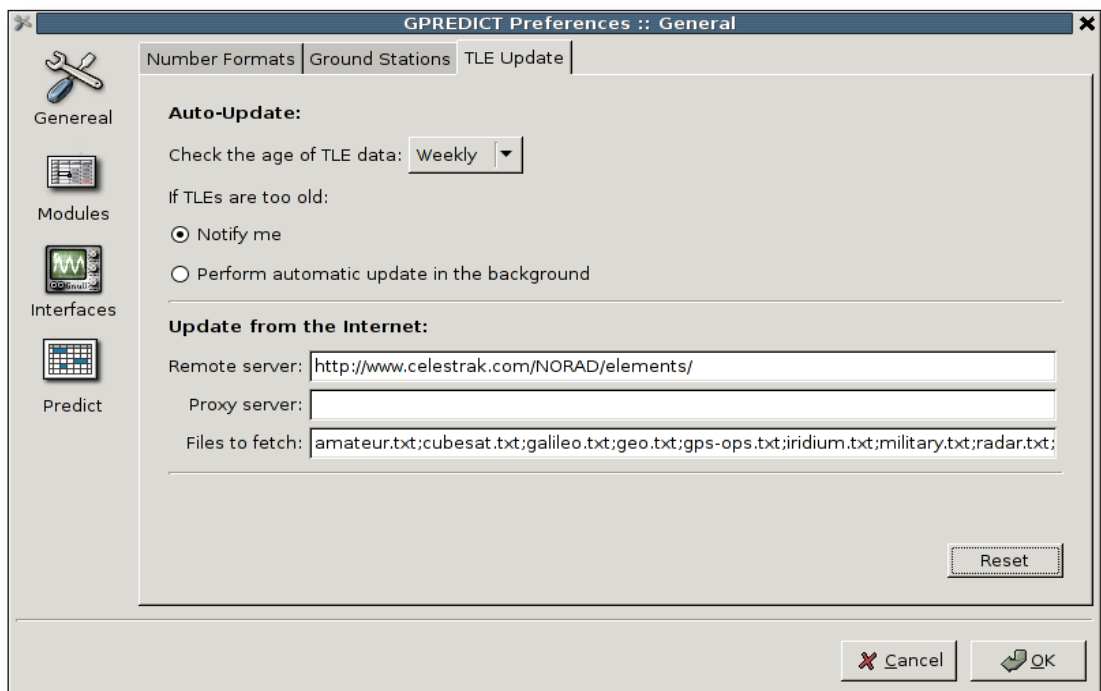 GPREDICT Preferences :: General
Genereal
Modules
Interfaces
Predict
Number Formats Ground Stations TLE Update
Auto-Update:
Check the age of TLE data: Weekly
If TLEs are too old:
Notify me
Perform automatic update in the background
Update from the Internet:
Remote server: http://www.celestrak.com/NORAD/elements/
Proxy server:
Files to fetch: amateur.txt;cubesat.txt;galileo.txt;geo.txt;gps-ops.txt;iridium.txt;military.txt;radar.txt;
Reset
Cancel OK